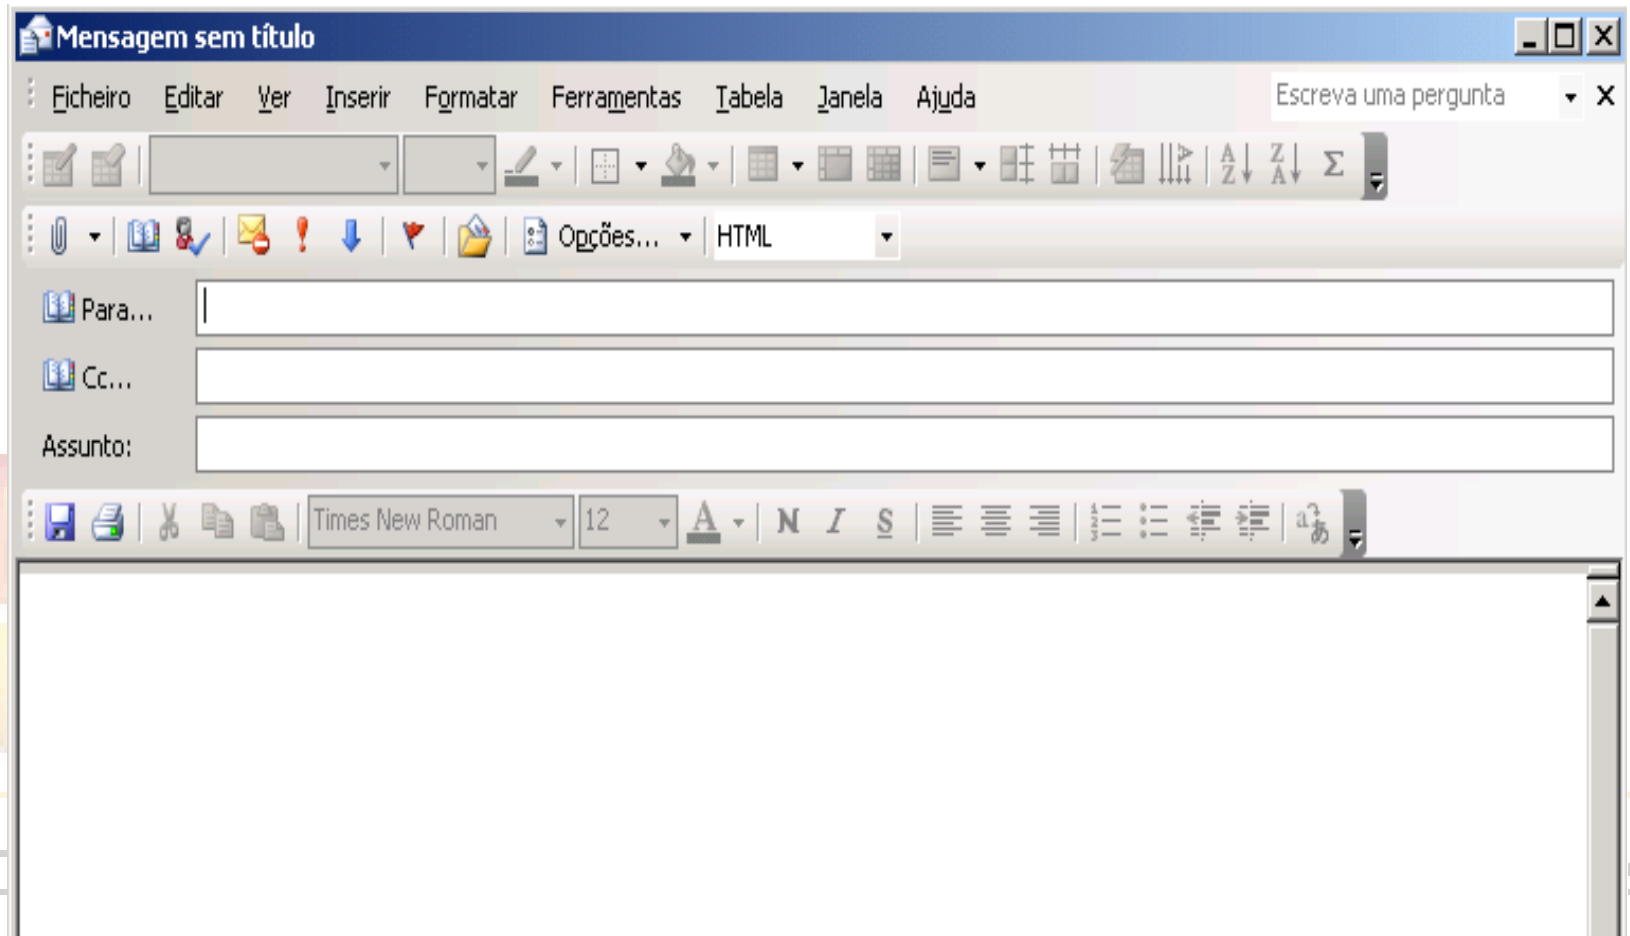 Mensagem sem título
Ficheiro Editar Ver Inserir Formatar Ferramentas Tabela Janela Ajuda Escreva uma pergunta
A Z Z A Σ
Opções... HTML
Para...
Cc...
Assunto:
Times New Roman 12 A N I S